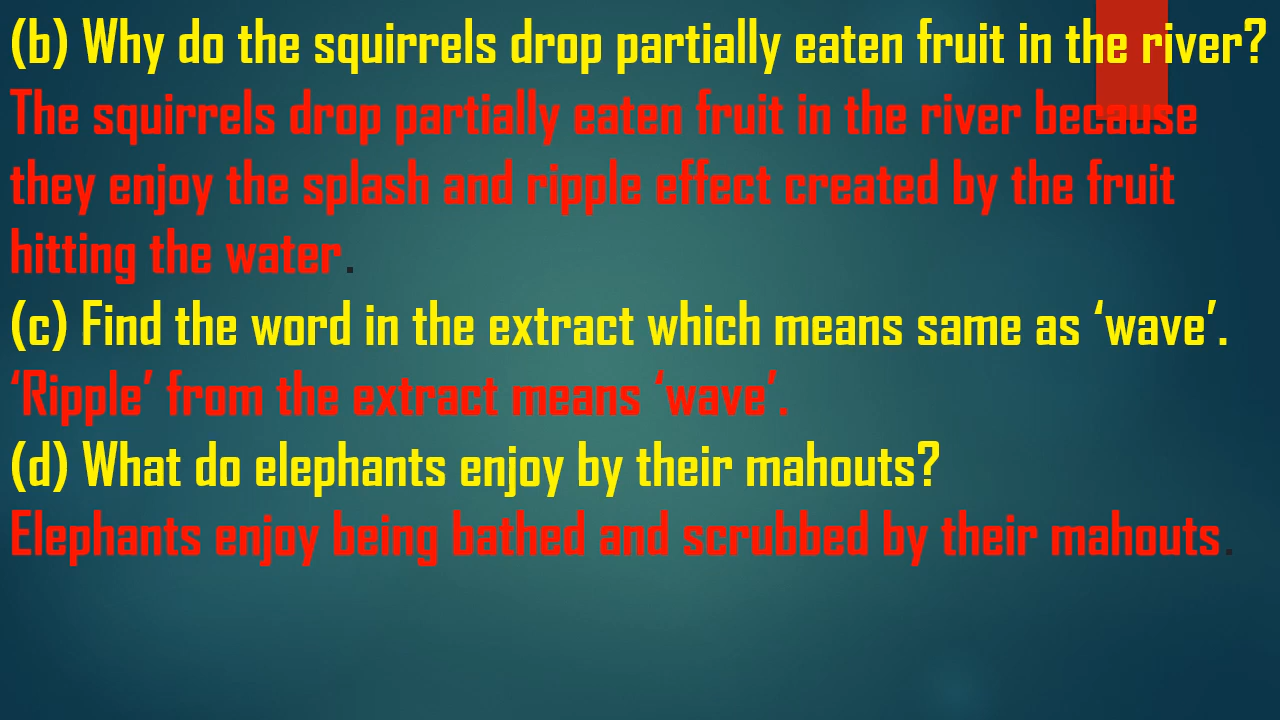 (b) Why do the squirrels drop partially eaten fruit in the river?
The squirrels drop partially eaten fruit in the river because
they enjoy the splash and ripple effect created by the fruit
hitting the water.
(c) Find the word in the extract which means same as ‘wave’.
‘Ripple’ from the extract means ‘wave’.
(d) What do elephants enjoy by their mahouts?
Elephants enjoy being bathed and scrubbed by their mahouts.